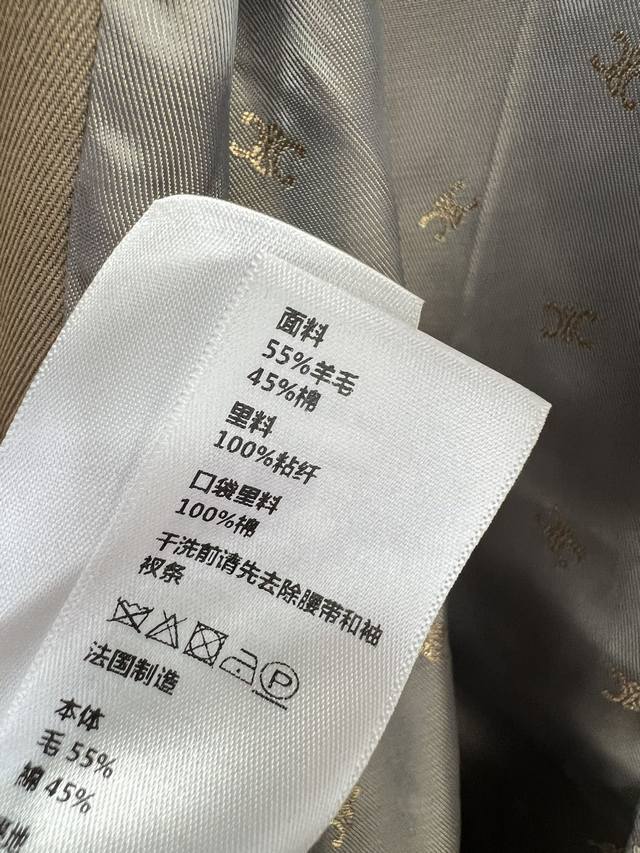 面料
55%羊毛
45%棉
里料
100%粘纤
口袋里料
100%棉
干洗前请先去除腰带和袖
衩条
P
法国制造
本体
毛 55%
綿 45%